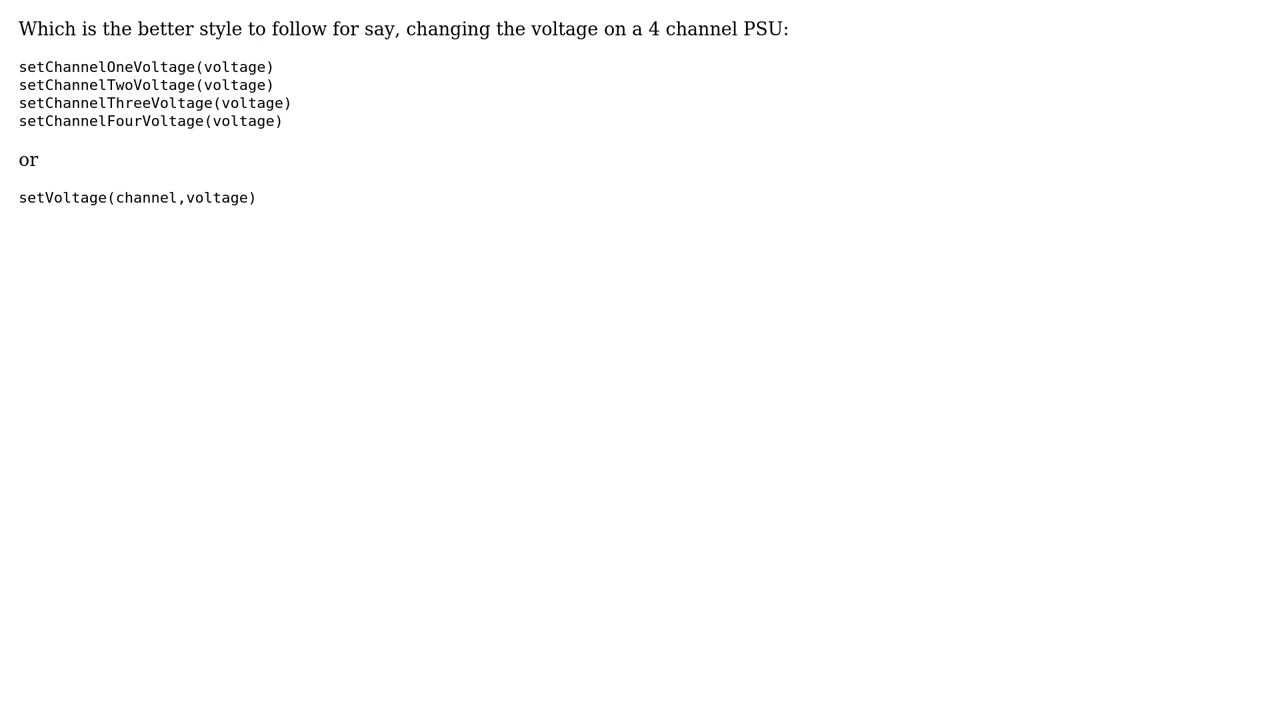 Which is the better style to follow for say, changing the voltage on a 4 channel PSU:
setChannelOneVoltage(voltage)
setChannelTwoVoltage(voltage)
setChannelThreeVoltage(voltage)
setChannelFourVoltage(voltage)
or
setVoltage(channel,voltage)